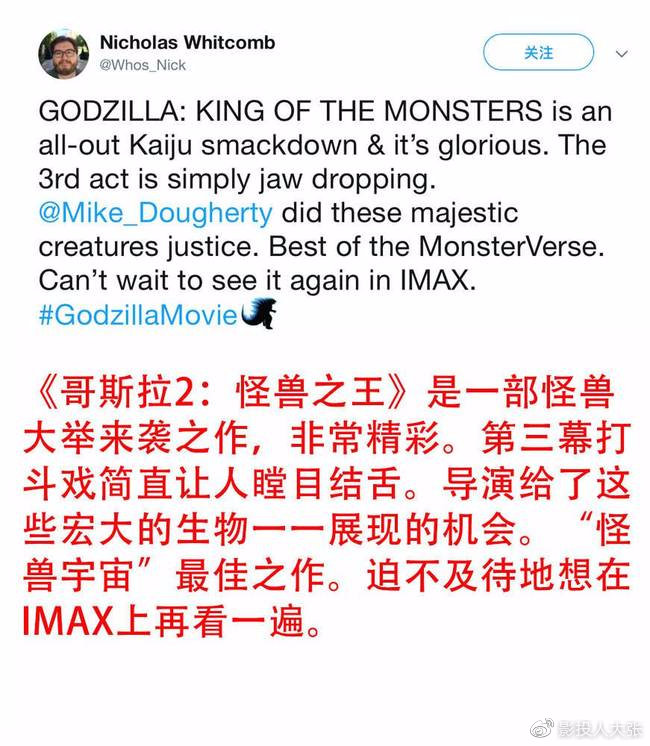 Nicholas Whitcomb
@Whos_Nick
关注
GODZILLA: KING OF THE MONSTERS is an
all-out Kaiju smackdown & it’s glorious. The
3rd act is simply jaw dropping.
@Mike_Dougherty did these majestic
creatures justice. Best of the MonsterVerse.
Can’t wait to see it again in IMAX.
#GodzillaMovie
《哥斯拉2：怪兽之王》是一部怪兽
大举来袭之作，非常精彩。第三幕打
斗戏简直让人瞠目结舌。导演给了这
些宏大的生物一一展现的机会。“怪
兽宇宙”最佳之作。迫不及待地想在
IMAX上再看一遍。
影投人大张